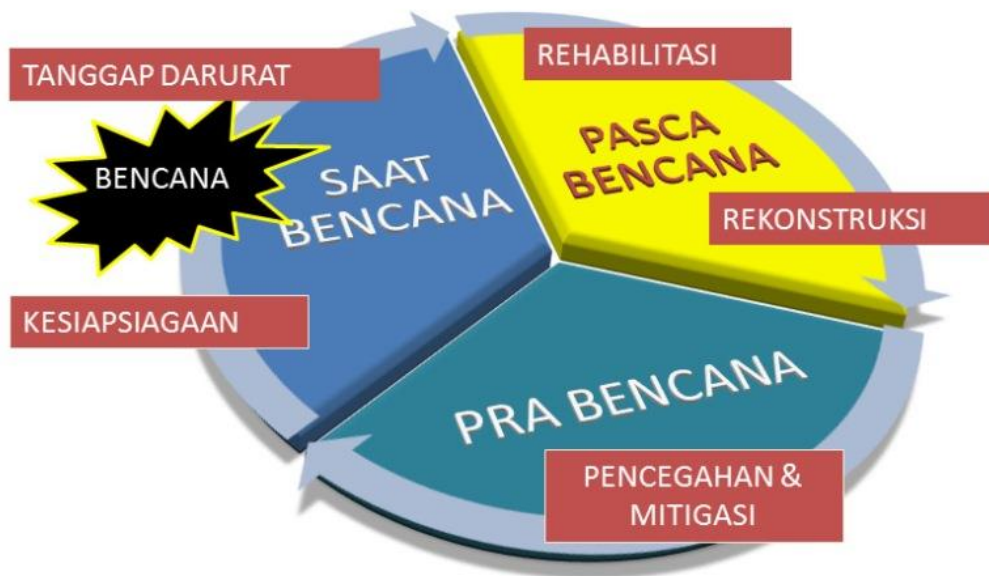 TANGGAP DARURAT
BENCANA
SAAT
BENCANA
KESIAPSIAGAAN
REHABILITASI
PASCA
BENCANA
REKONSTRUKSI
PRA BENCANA
PENCEGAHAN &
MITIGASI